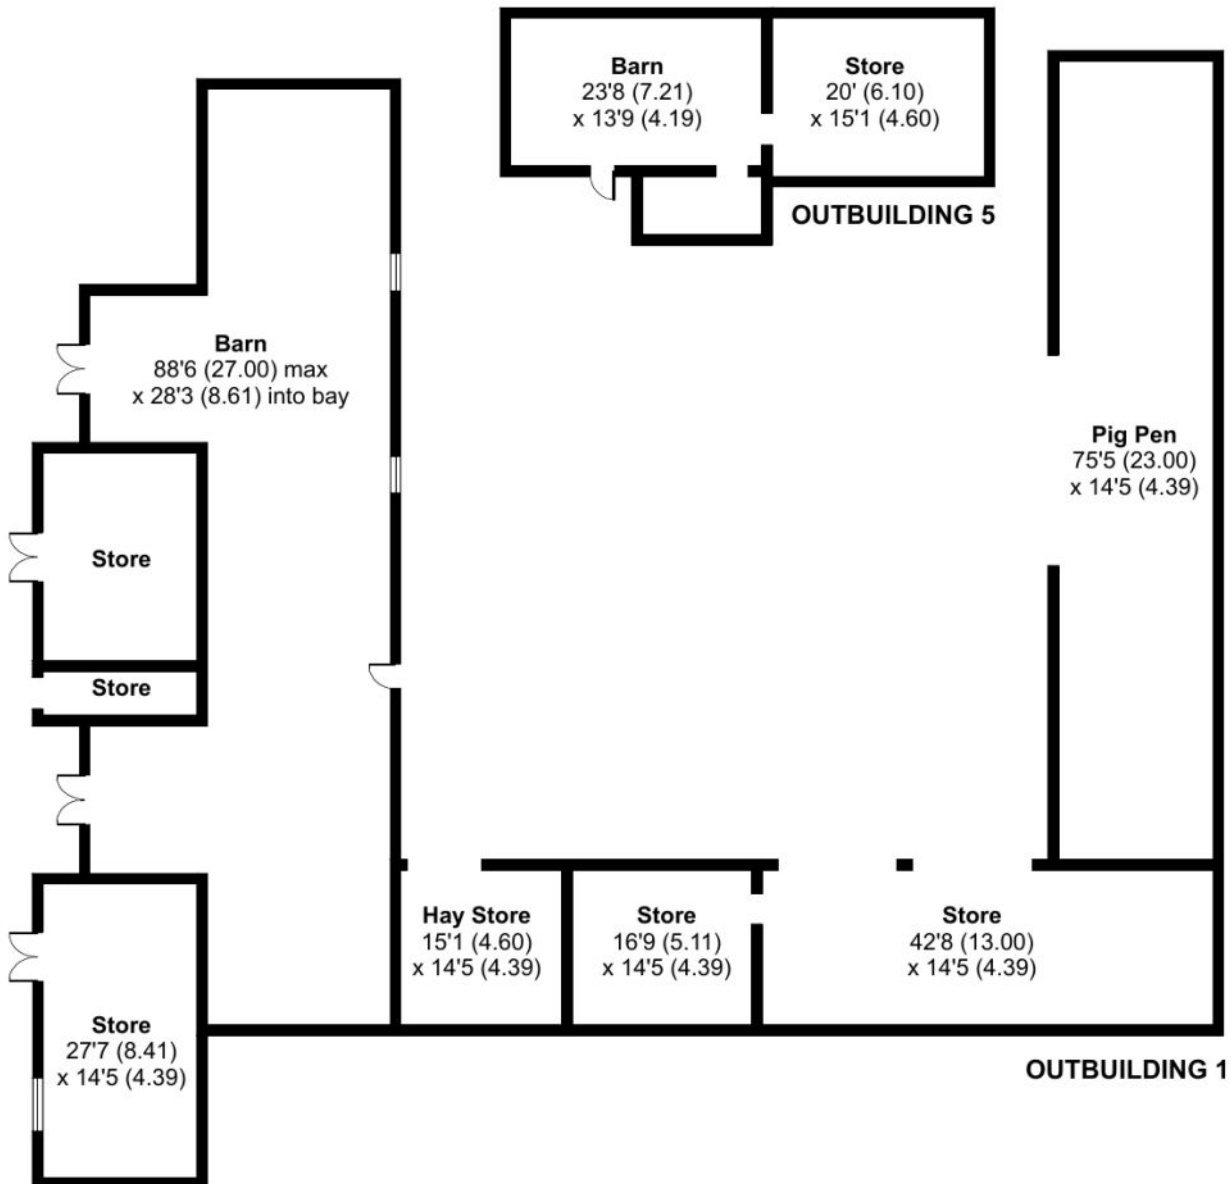 Barn
23'8 (7.21)
x 13'9 (4.19)
Store
20' (6.10)
x 15'1 (4.60)
OUTBUILDING 5
Barn
88'6 (27.00) max
x 28'3 (8.61) into bay
Pig Pen
75'5 (23.00)
x 14'5 (4.39)
Store
Store
Hay Store
15'1 (4.60)
x 14'5 (4.39)
Store
16'9 (5.11)
x 14'5 (4.39)
Store
42'8 (13.00)
x 14'5 (4.39)
Store
27'7 (8.41)
x 14'5 (4.39)
OUTBUILDING 1